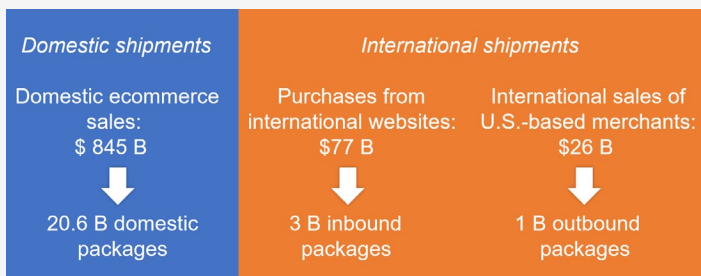 Domestic shipments
Domestic ecommerce
sales:
$ 845 B
20.6 B domestic
packages
International shipments
Purchases from
international websites:
$77 B
3 B inbound
packages
International sales of
U.S.-based merchants:
$26 B
1 B outbound
packages